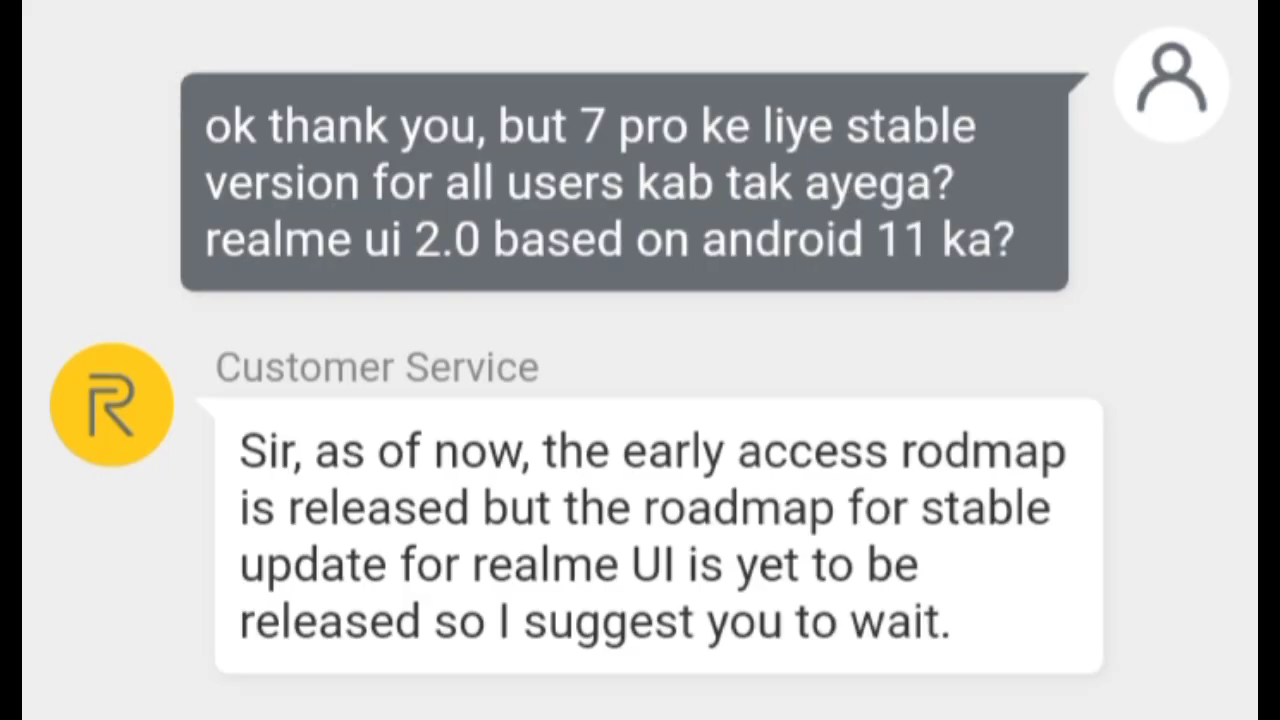 ok thank you, but 7 pro ke liye stable
version for all users kab tak ayega?
realme ui 2.0 based on android 11 ka?
Customer Service
Sir, as of now, the early access rodmap
is released but the roadmap for stable
update for realme UI is yet to be
released so I suggest you to wait.